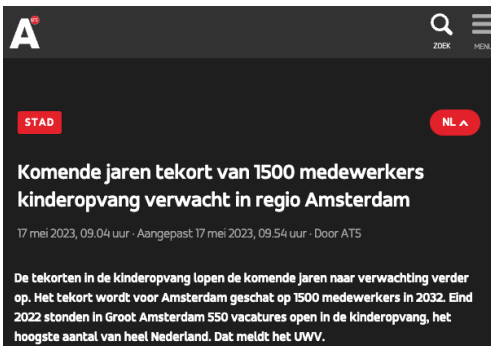 A AT5
ZOEK MENU
STAD
NL
Komende jaren tekort van 1500 medewerkers
kinderopvang verwacht in regio Amsterdam
17 mei 2023, 09.04 uur · Aangepast 17 mei 2023, 09.54 uur · Door AT5
De tekorten in de kinderopvang lopen de komende jaren naar verwachting verder
op. Het tekort wordt voor Amsterdam geschat op 1500 medewerkers in 2032. Eind
2022 stonden in Groot Amsterdam 550 vacatures open in de kinderopvang, het
hoogste aantal van heel Nederland. Dat meldt het UWV.